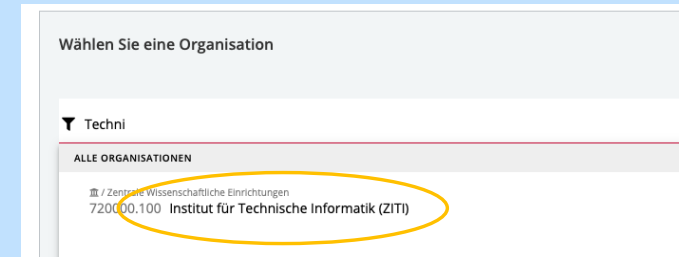 Wählen Sie eine Organisation
Techni
ALLE ORGANISATIONEN
/ Zentrale Wissenschaftliche Einrichtungen
720000.100 Institut für Technische Informatik (ZITI)